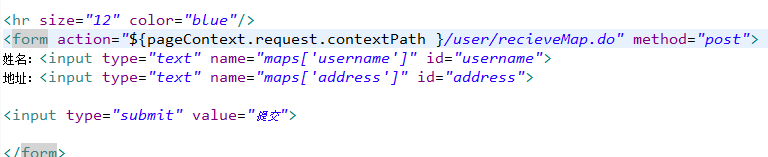 <hr size="12" color="blue"/>
<form action="${pageContext.request.contextPath }/user/recieveMap.do" method="post">
姓名：<input type="text" name="maps['username']" id="username">
地址：<input type="text" name="maps['address']" id="address">
<input type="submit" value="提交">
</form>